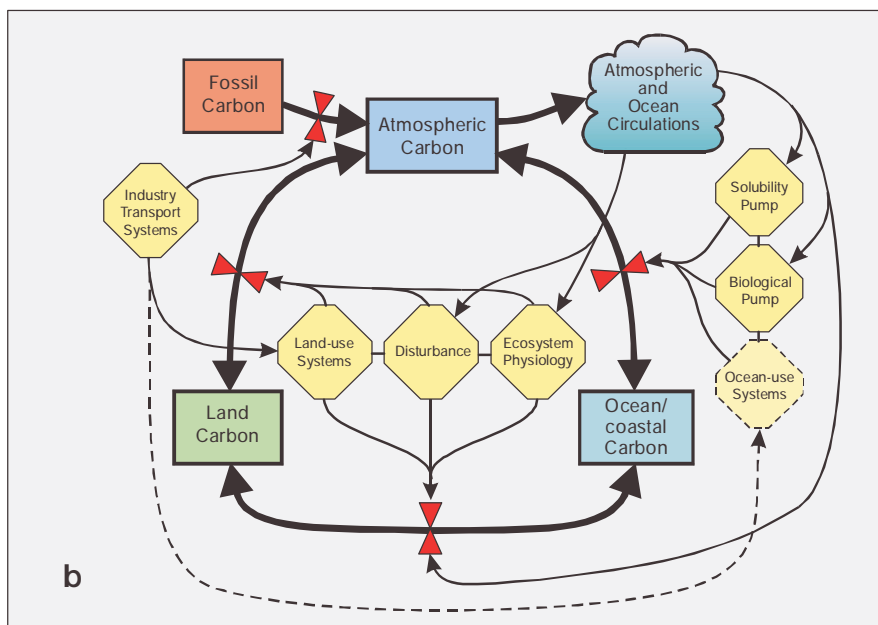 Fossil
Carbon
Atmospheric
Carbon
Atmospheric
and
Ocean
Circulations
Industry
Transport
Systems
Solubility
Pump
Biological
Pump
Ocean-use
Systems
Land-use
Systems
Disturbance
Ecosystem
Physiology
Land
Carbon
Ocean/
coastal
Carbon
b